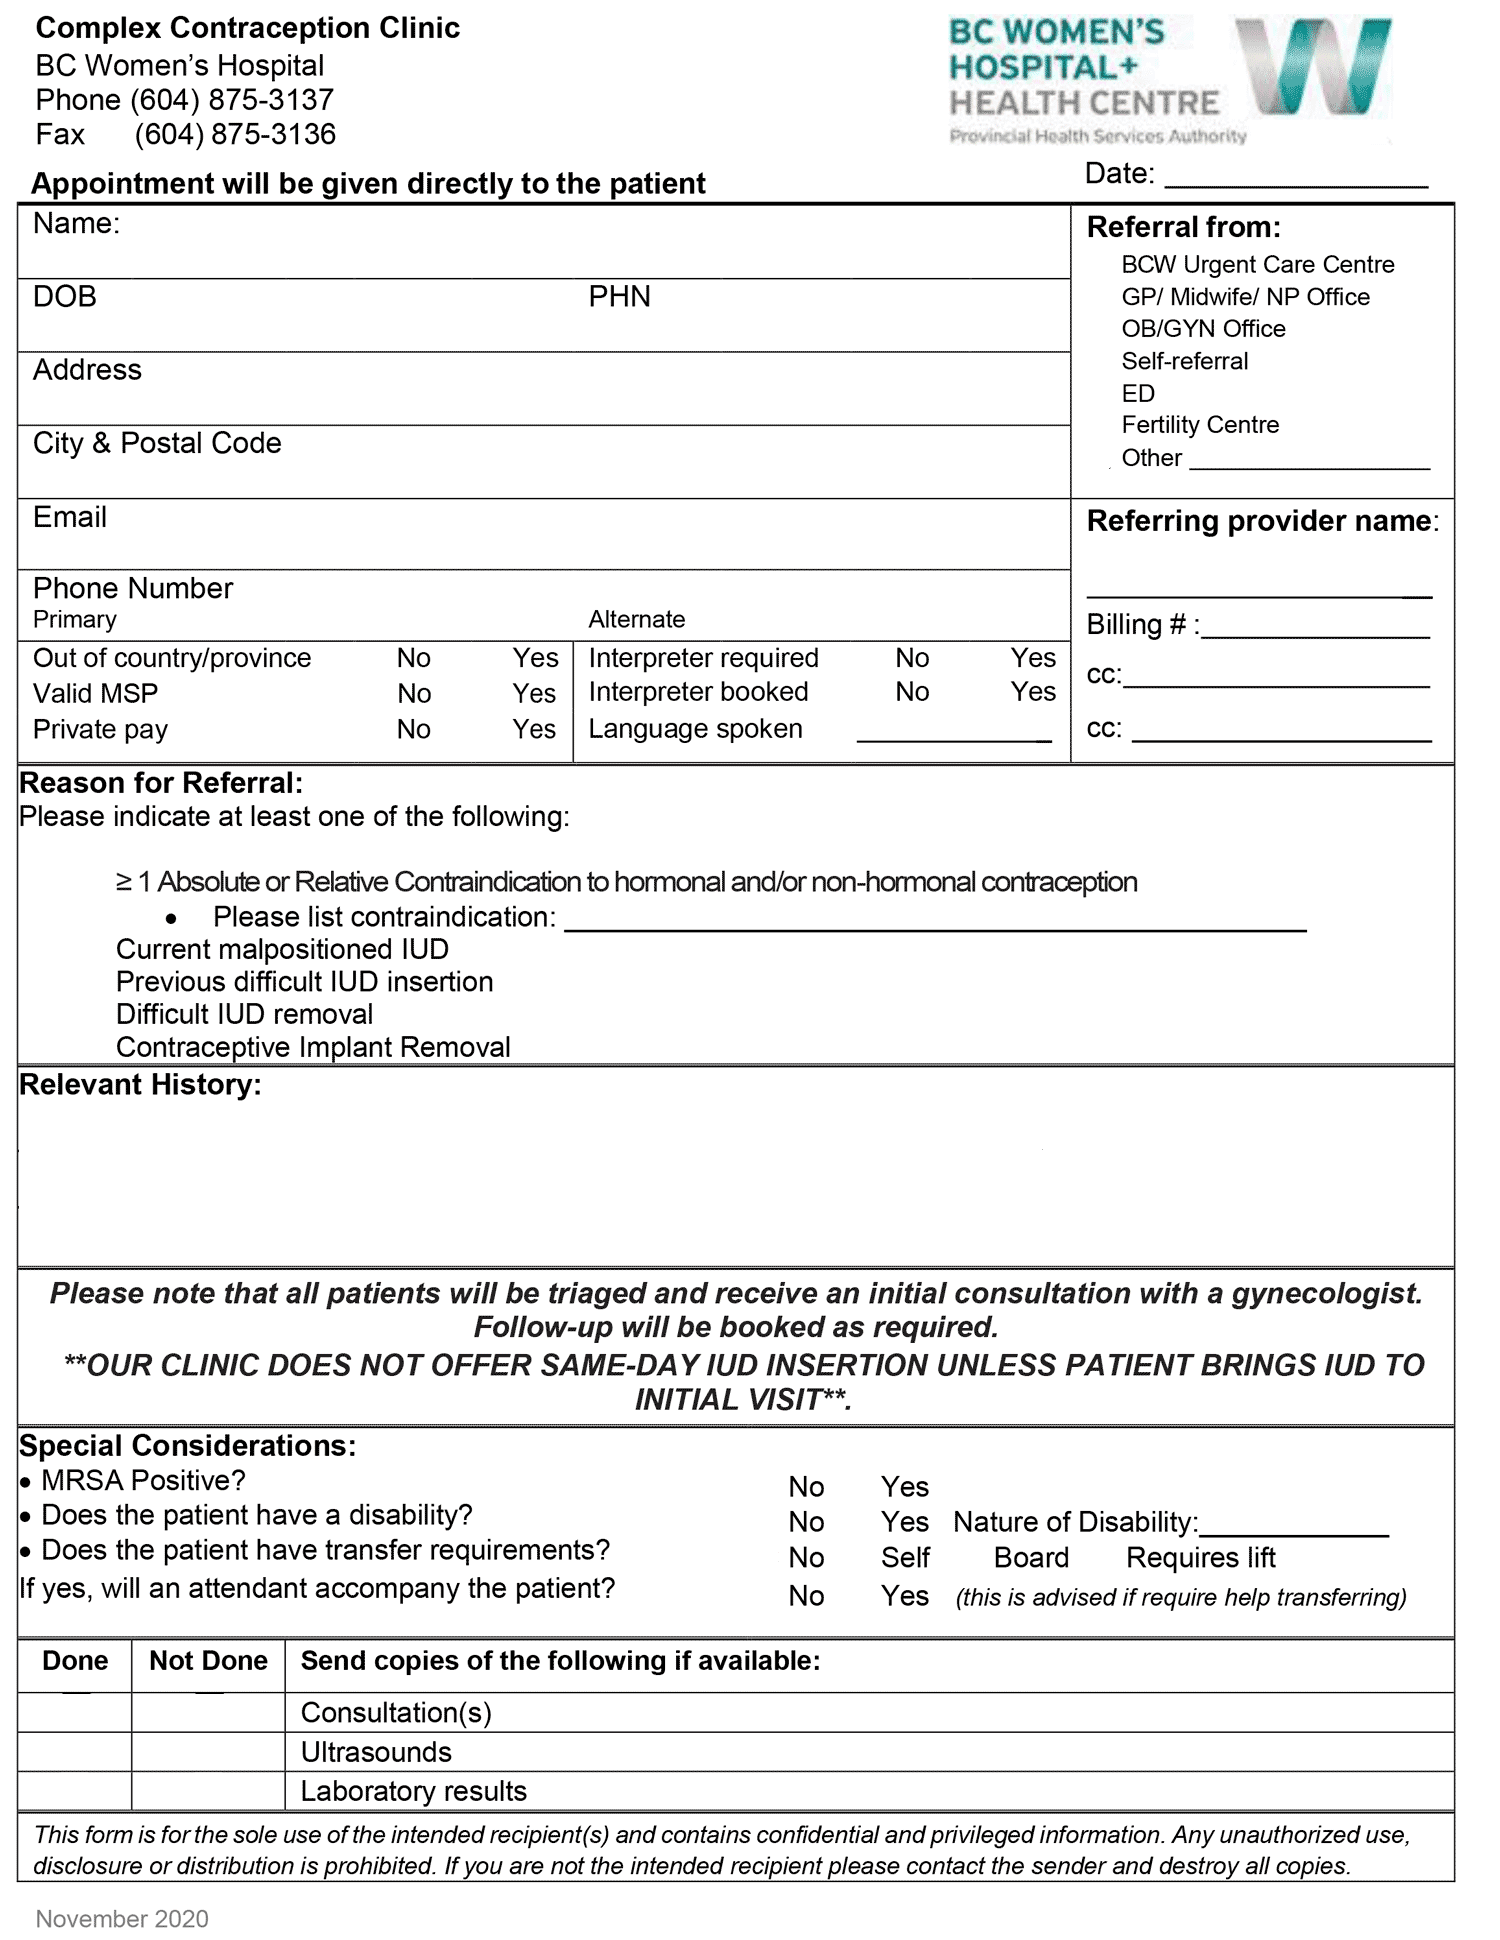 Complex Contraception Clinic
BC Women's Hospital
Phone (604) 875-3137
Fax (604) 875-3136
BC WOMEN'S
HOSPITAL+
HEALTH CENTRE
Provincial Health Services Authority
Appointment will be given directly to the patient
Date: ____________
Name:
DOB PHN
Address
City & Postal Code
Email
Phone Number
Primary Alternate
Out of country/province No Yes
Valid MSP No Yes
Private pay No Yes
Interpreter required No Yes
Interpreter booked No Yes
Language spoken ____________
Referral from:
BCW Urgent Care Centre
GP/ Midwife/ NP Office
OB/GYN Office
Self-referral
ED
Fertility Centre
Other ____________
Referring provider name:
____________
Billing # :____________
cc:____________
cc: ____________
Reason for Referral:
Please indicate at least one of the following:
≥ 1 Absolute or Relative Contraindication to hormonal and/or non-hormonal contraception
• Please list contraindication: ____________
Current malpositioned IUD
Previous difficult IUD insertion
Difficult IUD removal
Contraceptive Implant Removal
Relevant History:
Please note that all patients will be triaged and receive an initial consultation with a gynecologist.
Follow-up will be booked as required.
**OUR CLINIC DOES NOT OFFER SAME-DAY IUD INSERTION UNLESS PATIENT BRINGS IUD TO
INITIAL VISIT**.
Special Considerations:
• MRSA Positive? No Yes
• Does the patient have a disability? No Yes Nature of Disability:____________
• Does the patient have transfer requirements? No Self Board Requires lift
If yes, will an attendant accompany the patient? No Yes (this is advised if require help transferring)
Done Not Done Send copies of the following if available:
Consultation(s)
Ultrasounds
Laboratory results
This form is for the sole use of the intended recipient(s) and contains confidential and privileged information. Any unauthorized use,
disclosure or distribution is prohibited. If you are not the intended recipient please contact the sender and destroy all copies.
November 2020